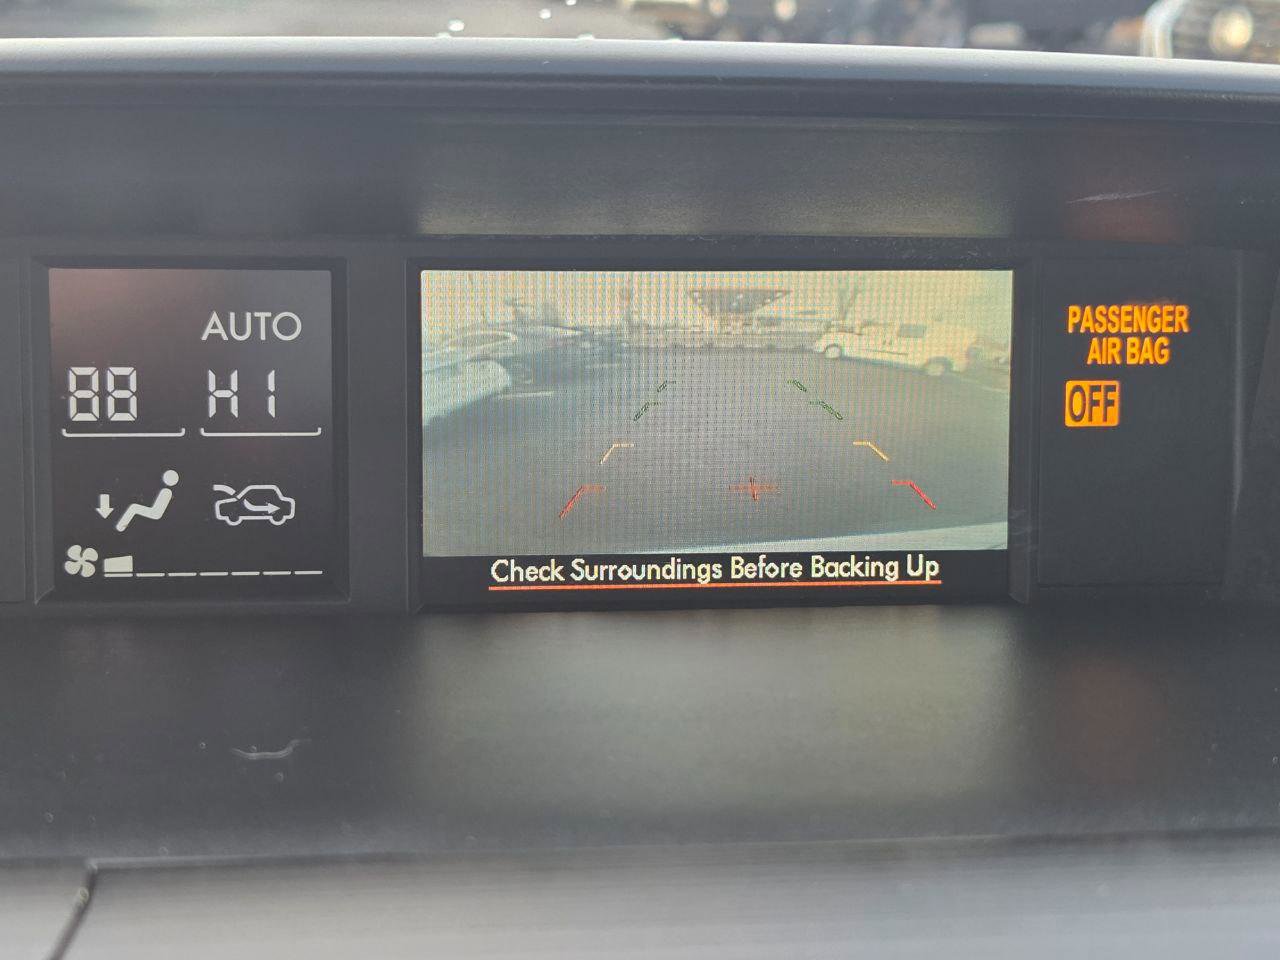 AUTO
88 HI
Check Surroundings Before Backing Up
PASSENGER
AIR BAG
OFF